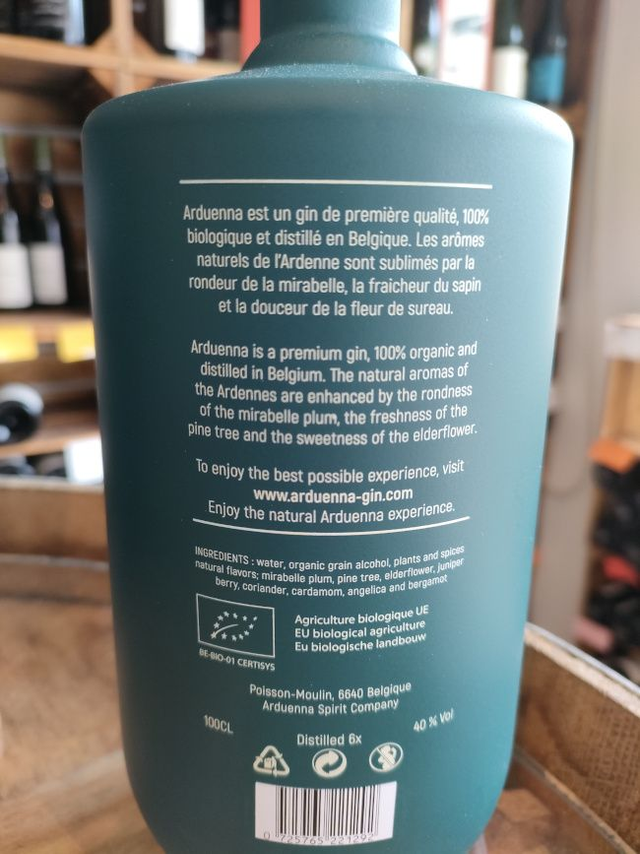 Arduenna est un gin de première qualité, 100%
biologique et distillé en Belgique. Les arômes
naturels de l'Ardenne sont sublimés par la
rondeur de la mirabelle, la fraicheur du sapin
et la douceur de la fleur de sureau.
Arduenna is a premium gin, 100% organic and
distilled in Belgium. The natural aromas of
the Ardennes are enhanced by the rondness
of the mirabelle plum, the freshness of the
pine tree and the sweetness of the elderflower.
To enjoy the best possible experience, visit
www.arduenna-gin.com
Enjoy the natural Arduenna experience.
INGREDIENTS : water, organic grain alcohol, plants and spices
natural flavors; mirabelle plum, pine tree, elderflower, juniper
berry, coriander, cardamom, angelica and bergamot
Agriculture biologique UE
EU biological agriculture
Eu biologische landbouw
BE-BIO-01 CERTISYS
Poisson-Moulin, 6640 Belgique
Arduenna Spirit Company
100CL
40 % Vol
Distilled 6x
0 725765 221292